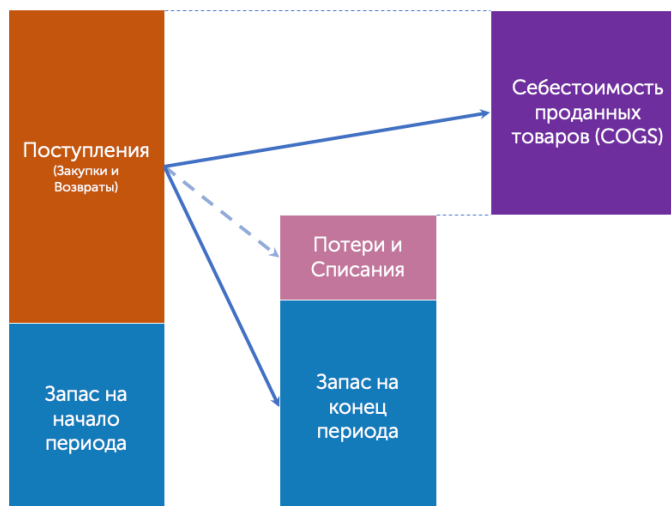 Поступления
(Закупки и
Возвраты)
Запас на
начало
периода
Потери и
Списания
Запас на
конец
периода
Себестоимость
проданных
товаров (COGS)